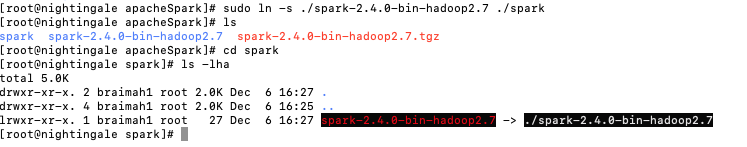 [root@nightingale apacheSpark]# sudo ln -s ./spark-2.4.0-bin-hadoop2.7 ./spark
[root@nightingale apacheSpark]# ls
spark  spark-2.4.0-bin-hadoop2.7  spark-2.4.0-bin-hadoop2.7.tgz
[root@nightingale apacheSpark]# cd spark
[root@nightingale spark]# ls -lha
total 5.0K
drwxr-xr-x. 2 braimah1 root 2.0K Dec  6 16:27 .
drwxr-xr-x. 4 braimah1 root 2.0K Dec  6 16:25 ..
lrwxr-xr-x. 1 braimah1 root   27 Dec  6 16:27 spark-2.4.0-bin-hadoop2.7 -> ./spark-2.4.0-bin-hadoop2.7
[root@nightingale spark]#